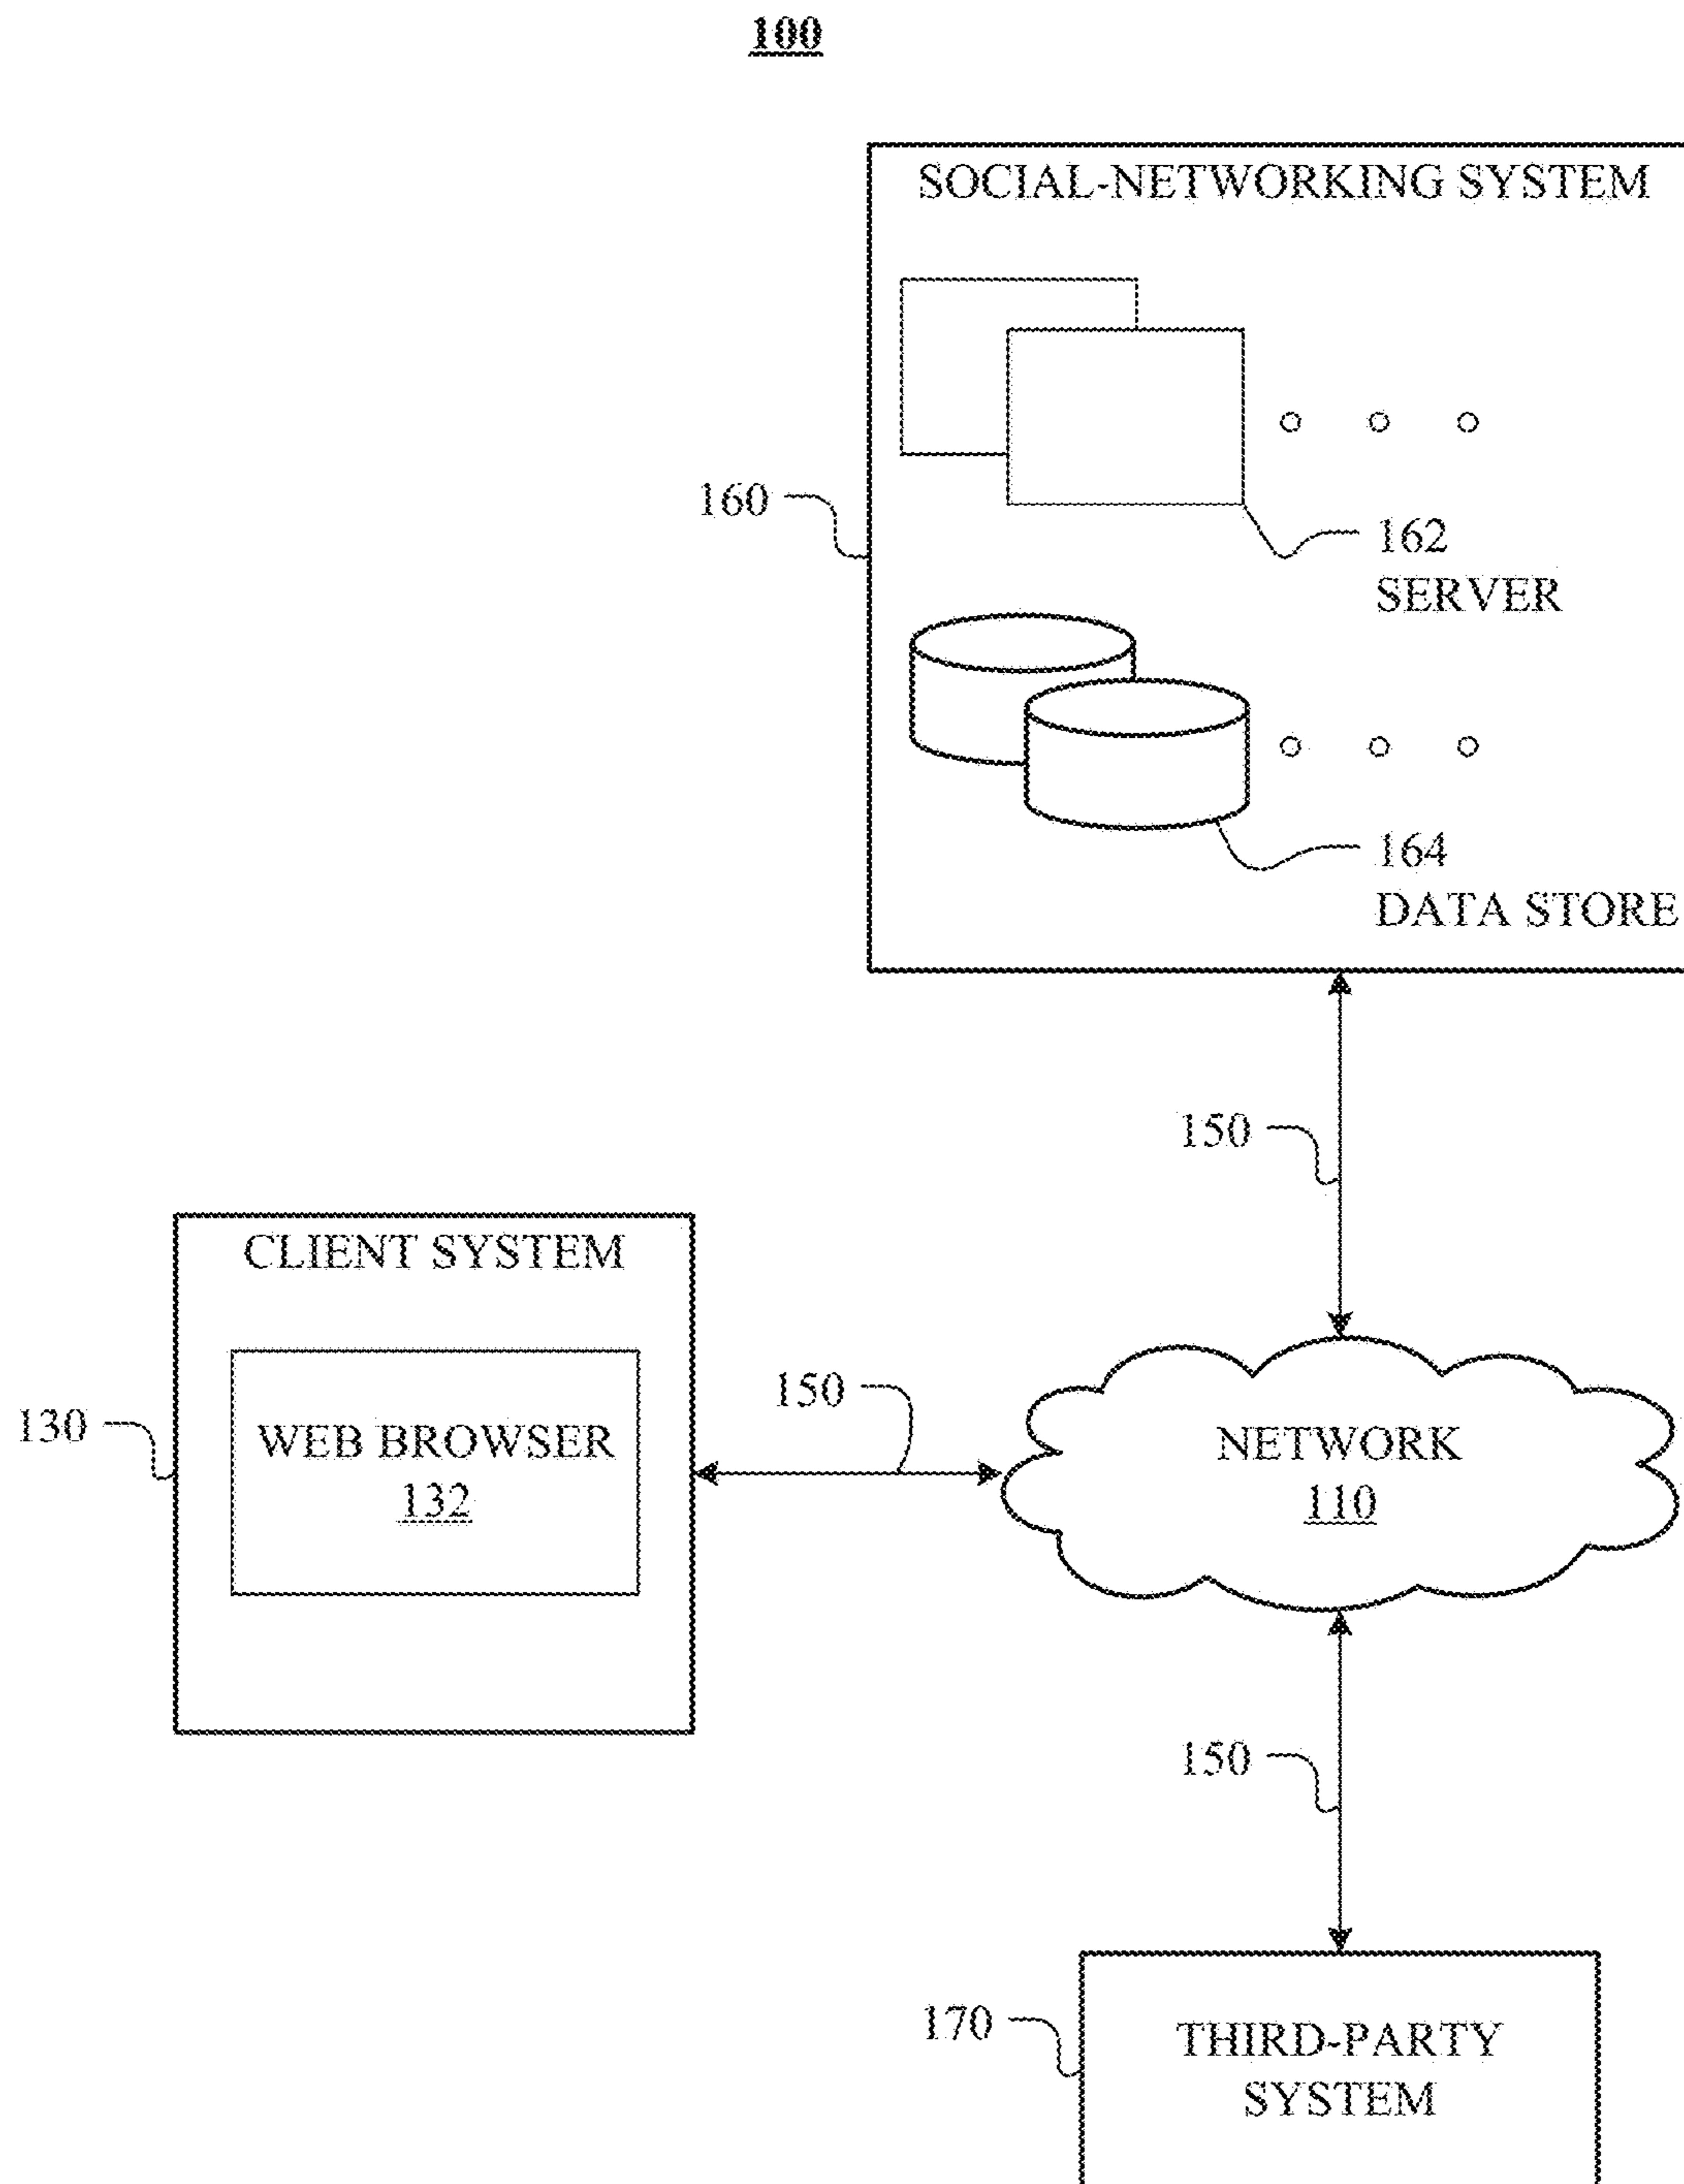 100
SOCIAL-NETWORKING SYSTEM
160
162
SERVER
164
DATA STORE
150
CLIENT SYSTEM
130
WEB BROWSER
132
150
NETWORK
110
150
170
THIRD-PARTY
SYSTEM